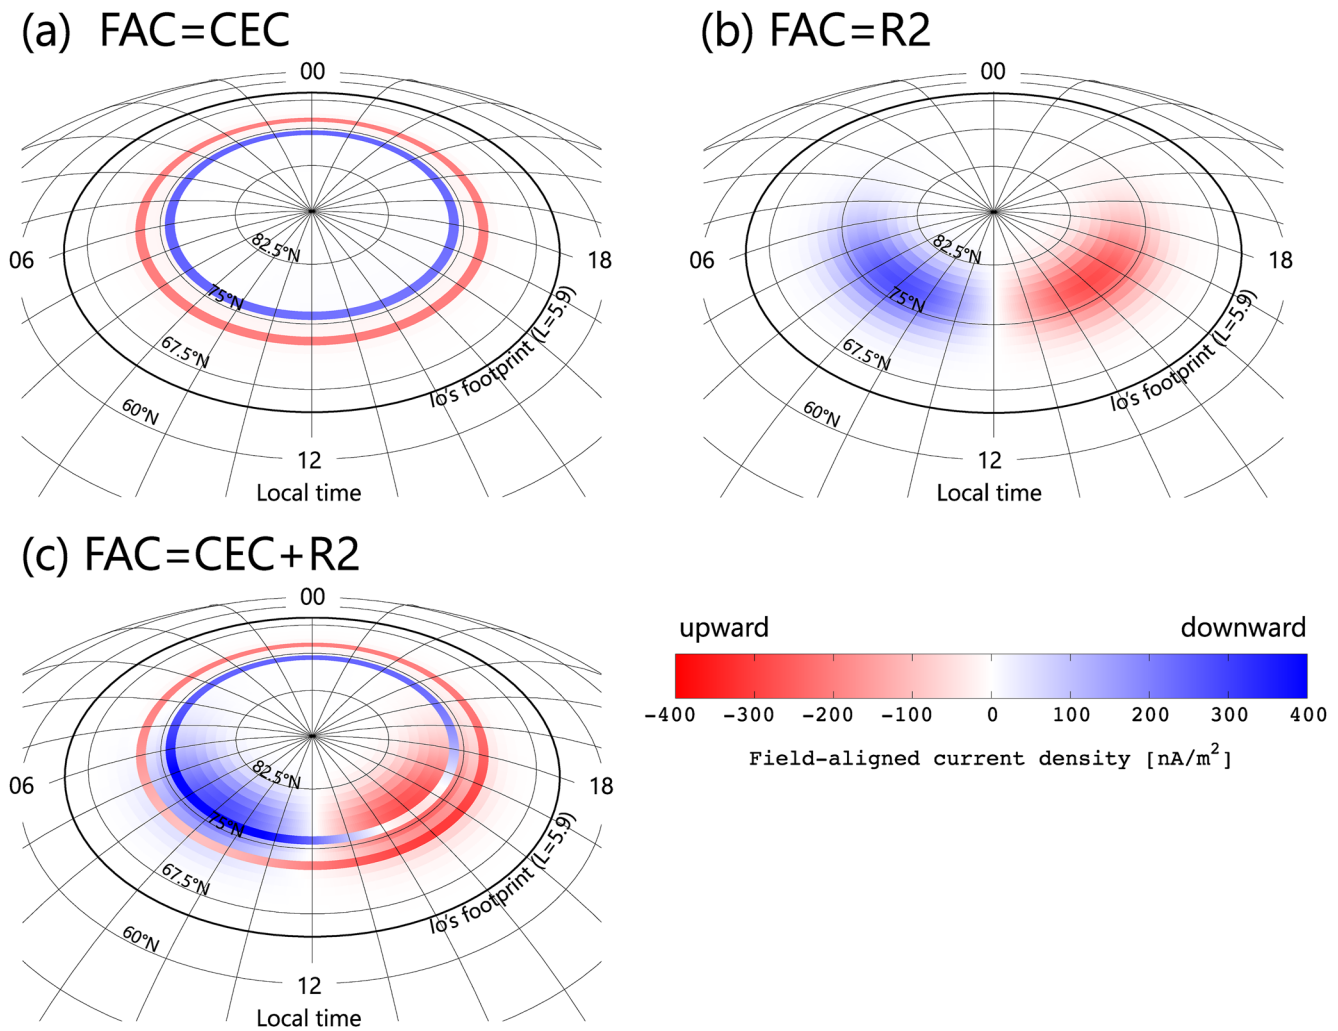 (a) FAC=CEC
00
06
18
82.5°N
75°N
67.5°N
60°N
Io's footprint (L=5.9)
12
Local time
(b) FAC=R2
00
06
18
82.5°N
75°N
67.5°N
60°N
Io's footprint (L=5.9)
12
Local time
(c) FAC=CEC+R2
00
06
18
82.5°N
75°N
67.5°N
60°N
Io's footprint (L=5.9)
12
Local time
upward downward
-400 -300 -200 -100 0 100 200 300 400
Field-aligned current density [nA/m²]